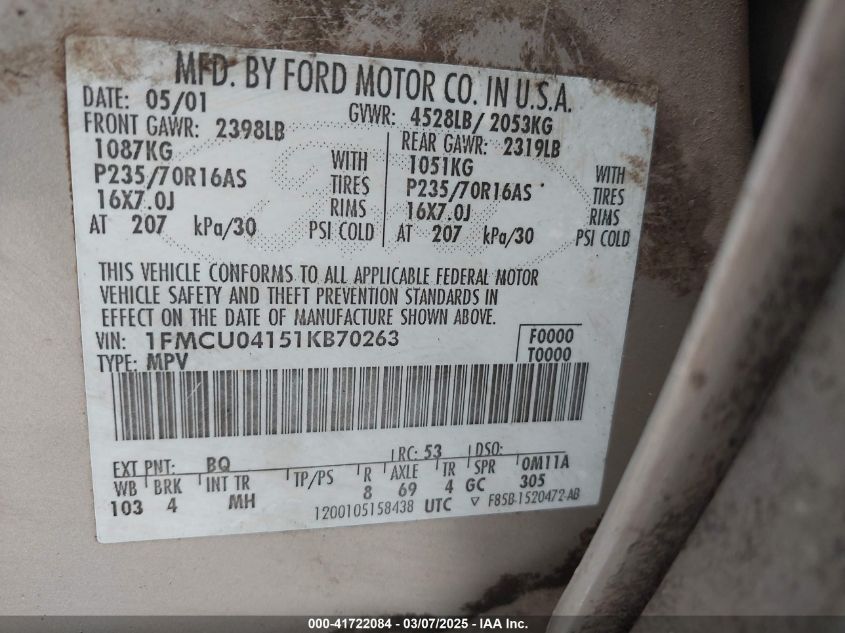 MFD. BY FORD MOTOR CO. IN U.S.A.
DATE: 05/01 GVWR: 4528LB/ 2053KG
FRONT GAWR: 2398LB REAR GAWR: 2319LB
1087KG WITH 1051KG WITH
P235/70R16AS TIRES P235/70R16AS TIRES
16X7.0J RIMS 16X7.0J RIMS
AT 207 kPa/30 PSI COLD AT 207 kPa/30 PSI COLD
THIS VEHICLE CONFORMS TO ALL APPLICABLE FEDERAL MOTOR
VEHICLE SAFETY AND THEFT PREVENTION STANDARDS IN
EFFECT ON THE DATE OF MANUFACTURE SHOWN ABOVE.
VIN: 1FMCU04151KB70263 F0000
TYPE: MPV T0000
EXT PNT: BQ RC: 53 DSO:
WB BRK INT TR TP/PS R AXLE TR SPR 0M11A
103 4 MH 8 69 4 GC 305
1200105158438 UTC ▽ F85B-1520472-AB
000-41722084 / 03/07/2025 - IAA Inc.